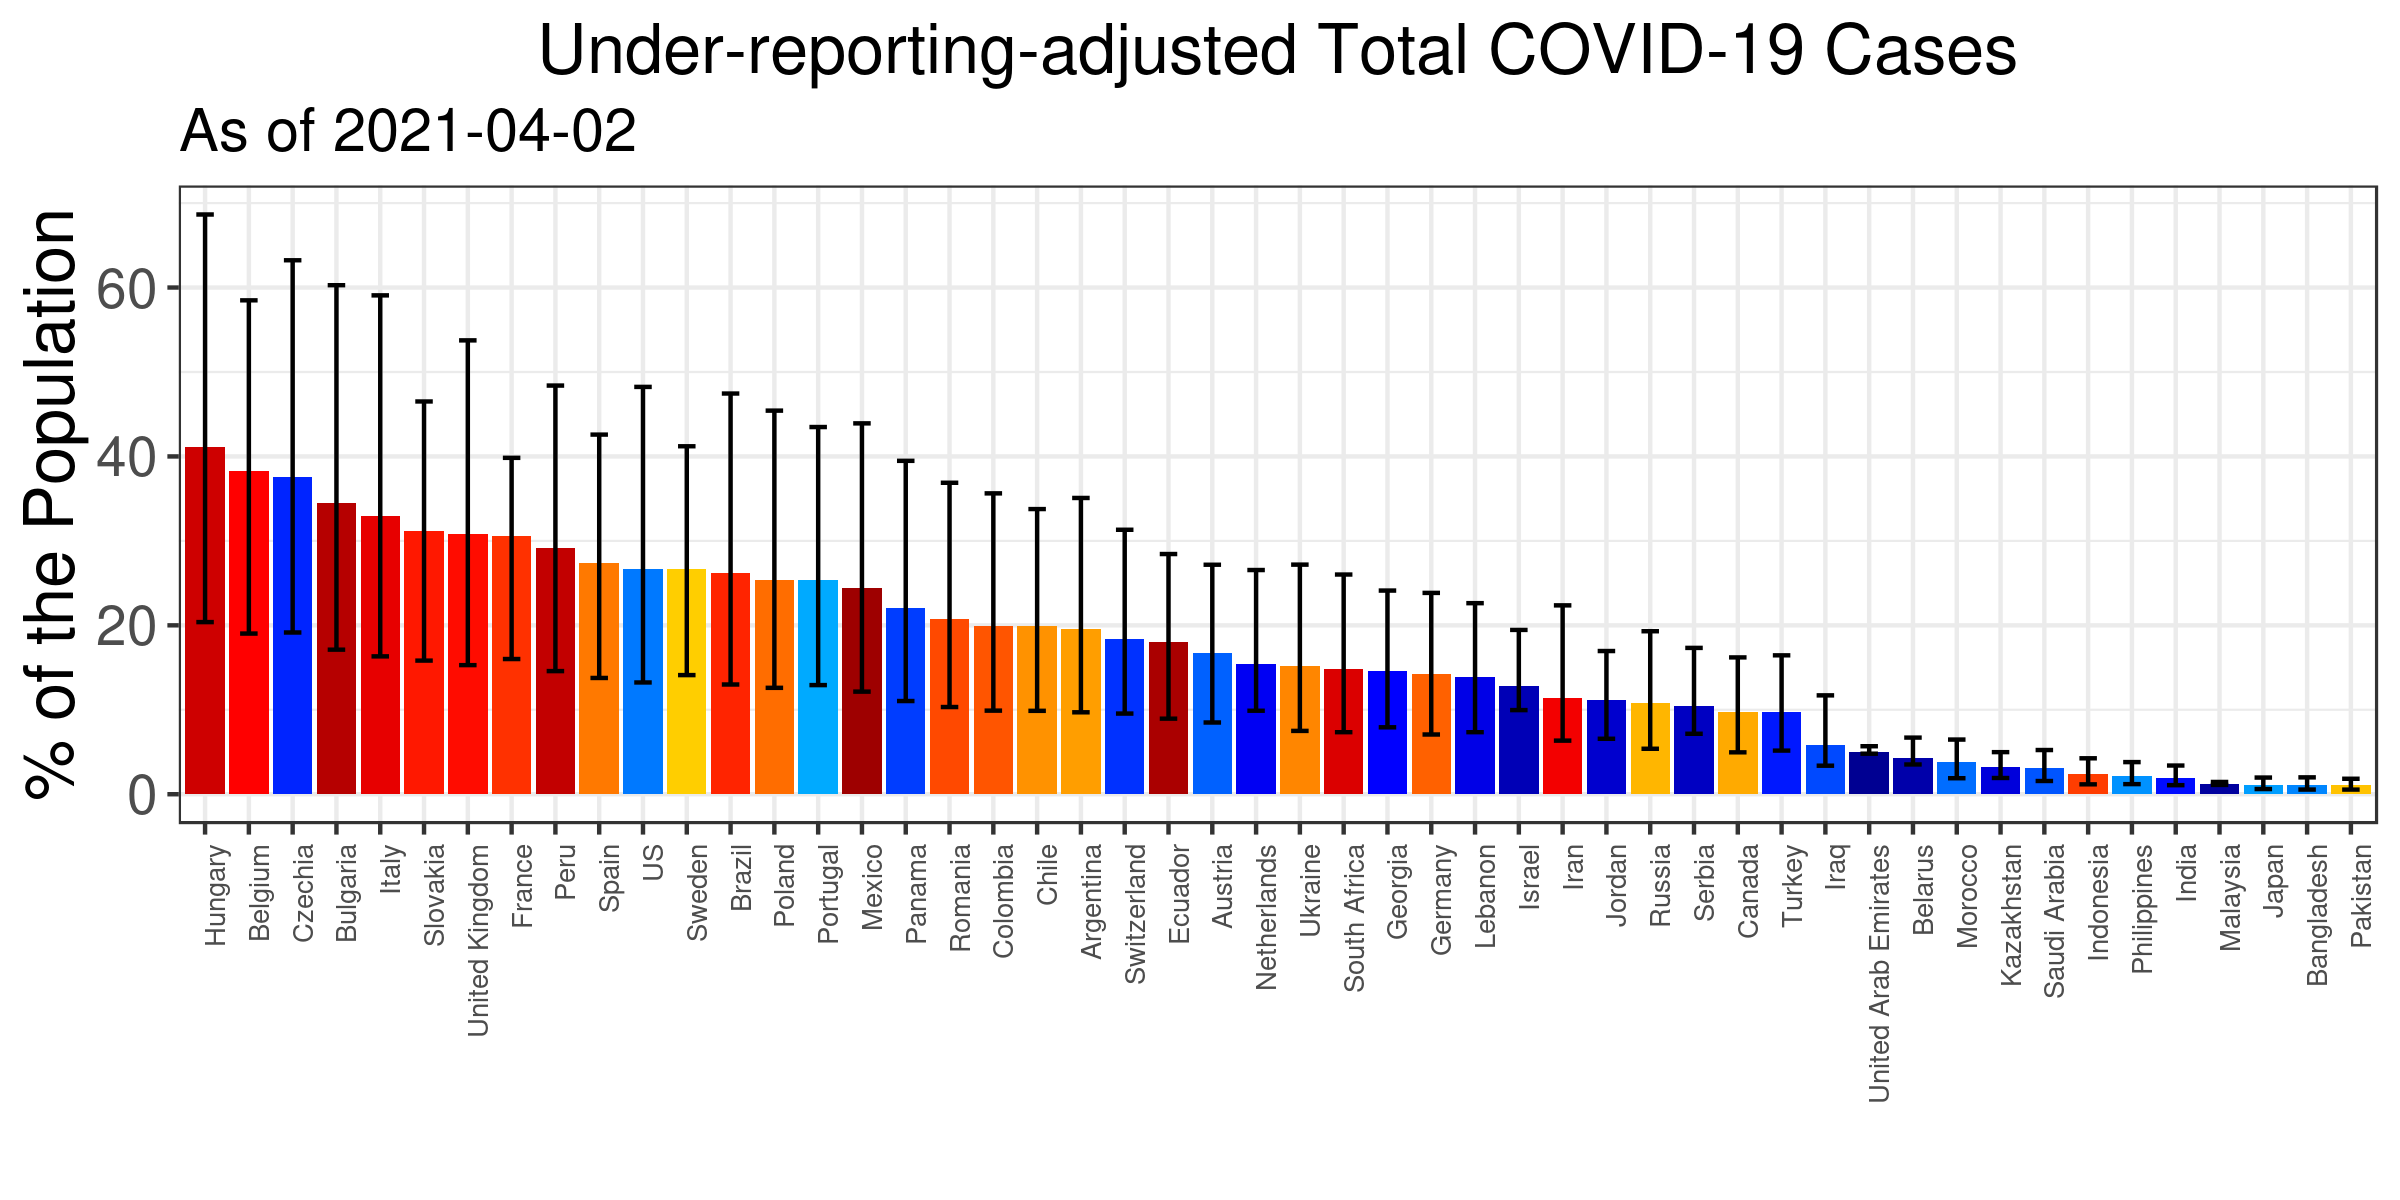 Under-reporting-adjusted Total COVID-19 Cases
As of 2021-04-02
% of the Population
60
40
20
0
Hungary
Belgium
Czechia
Bulgaria
Italy
Slovakia
United Kingdom
France
Peru
Spain
US
Sweden
Brazil
Poland
Portugal
Mexico
Panama
Romania
Colombia
Chile
Argentina
Switzerland
Ecuador
Austria
Netherlands
Ukraine
South Africa
Georgia
Germany
Lebanon
Israel
Iran
Jordan
Russia
Serbia
Canada
Turkey
Iraq
United Arab Emirates
Belarus
Morocco
Kazakhstan
Saudi Arabia
Indonesia
Philippines
India
Malaysia
Japan
Bangladesh
Pakistan